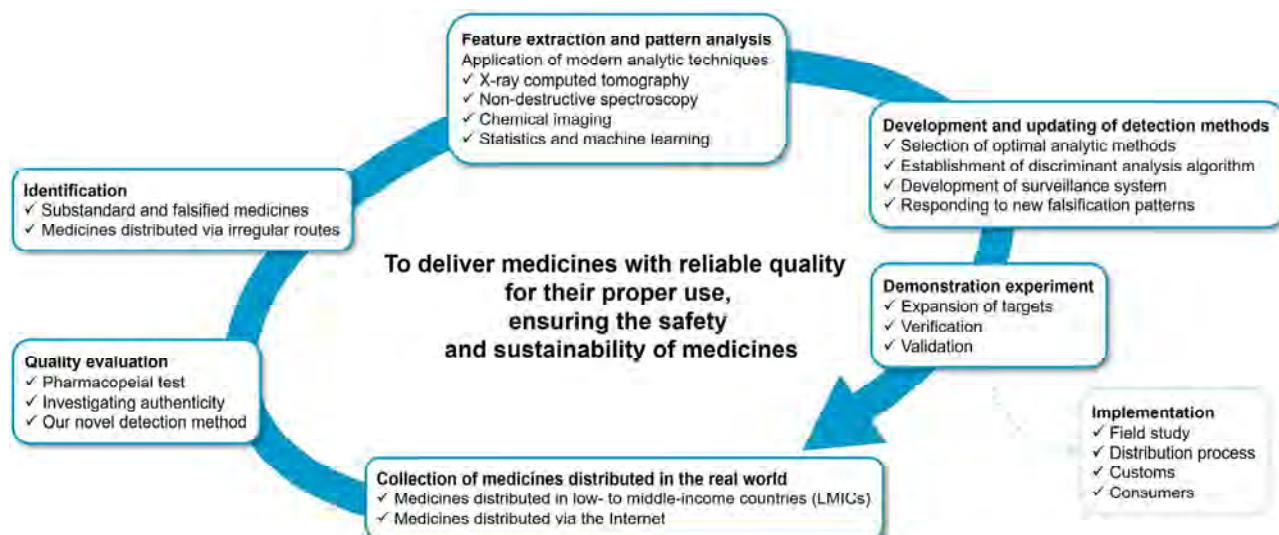 Feature extraction and pattern analysis
Application of modern analytic techniques
✓ X-ray computed tomography
✓ Non-destructive spectroscopy
✓ Chemical imaging
✓ Statistics and machine learning
Development and updating of detection methods
✓ Selection of optimal analytic methods
✓ Establishment of discriminant analysis algorithm
✓ Development of surveillance system
✓ Responding to new falsification patterns
Identification
✓ Substandard and falsified medicines
✓ Medicines distributed via irregular routes
To deliver medicines with reliable quality
for their proper use,
ensuring the safety
and sustainability of medicines
Demonstration experiment
✓ Expansion of targets
✓ Verification
✓ Validation
Quality evaluation
✓ Pharmacopeial test
✓ Investigating authenticity
✓ Our novel detection method
Implementation
✓ Field study
✓ Distribution process
✓ Customs
✓ Consumers
Collection of medicines distributed in the real world
✓ Medicines distributed in low- to middle-income countries (LMICs)
✓ Medicines distributed via the Internet